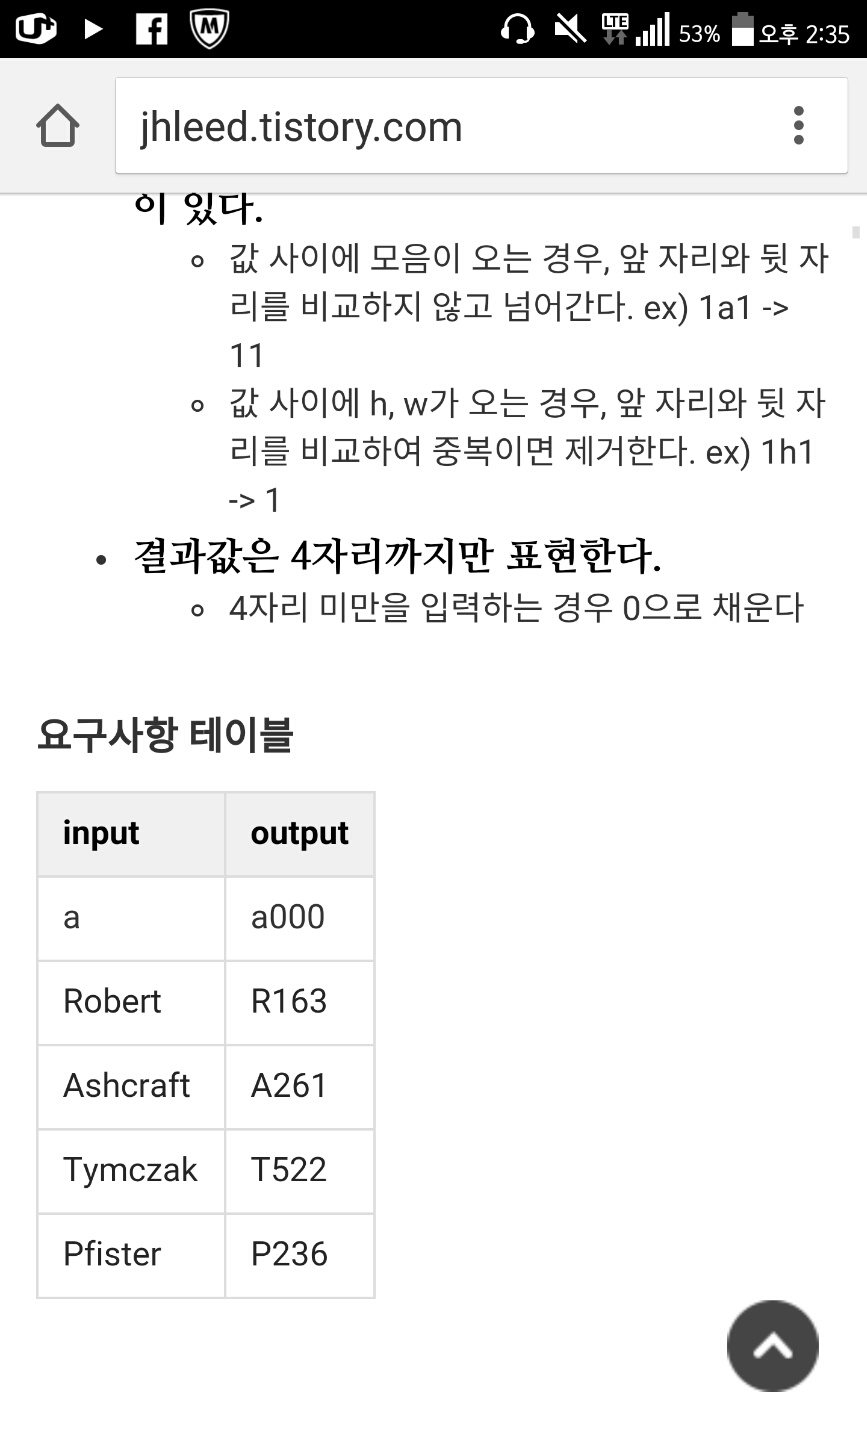 53% 오후 2:35
jhleed.tistory.com
이 있다.
값 사이에 모음이 오는 경우, 앞 자리와 뒷 자
리를 비교하지 않고 넘어간다. ex) 1a1 ->
11
값 사이에 h, w가 오는 경우, 앞 자리와 뒷 자
리를 비교하여 중복이면 제거한다. ex) 1h1
-> 1
결과값은 4자리까지만 표현한다.
4자리 미만을 입력하는 경우 0으로 채운다
요구사항 테이블
input output
a a000
Robert R163
Ashcraft A261
Tymczak T522
Pfister P236